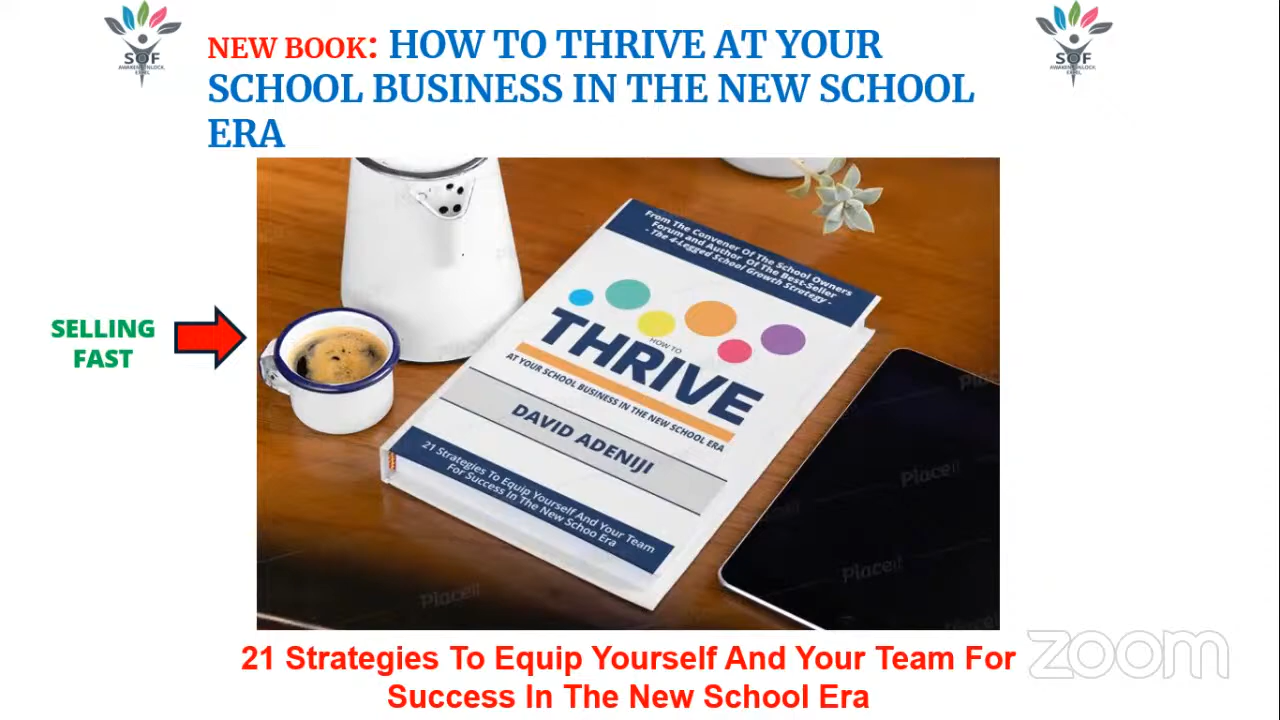 SOF
SOF
NEW BOOK: HOW TO THRIVE AT YOUR
SCHOOL BUSINESS IN THE NEW SCHOOL
ERA
SELLING
FAST
From The Convener Of The School Owners
Forum and Author Of The Best-Seller
- The 4-Legged School Growth Strategy -
HOW TO
THRIVE
AT YOUR SCHOOL BUSINESS IN THE NEW SCHOOL ERA
DAVID ADENIJI
21 Strategies To Equip Yourself And Your Team
For Success In The New Schoo Era
Placeit
Placeit
Placeit
21 Strategies To Equip Yourself And Your Team For
Success In The New School Era
zoom